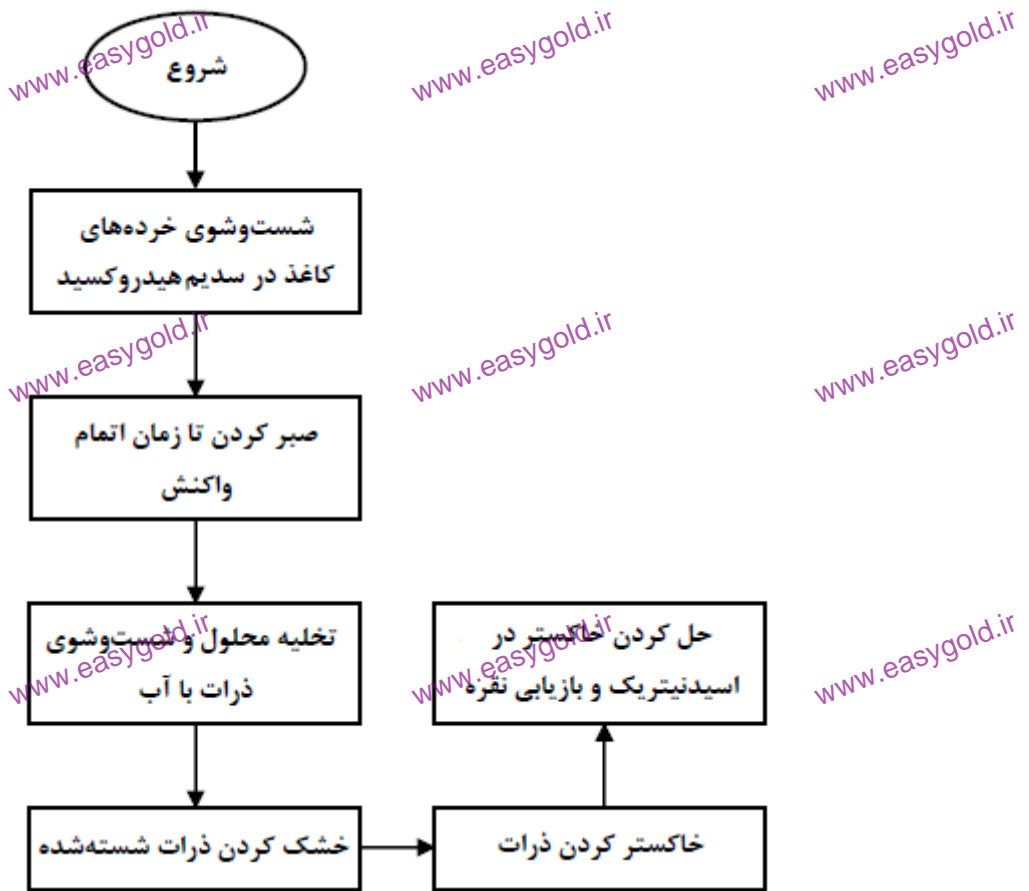 شروع
شست‌وشوی خرده‌های
کاغذ در سدیم هیدروکسید
صبر کردن تا زمان اتمام
واکنش
تخلیه محلول و شست‌وشوی
ذرات با آب
خشک کردن ذرات شسته‌شده
خاکستر کردن ذرات
حل کردن خاکستر در
اسیدنیتریک و بازیابی نقره
www.easygold.ir
www.easygold.ir
www.easygold.ir
www.easygold.ir
www.easygold.ir
www.easygold.ir
www.easygold.ir
www.easygold.ir
www.easygold.ir